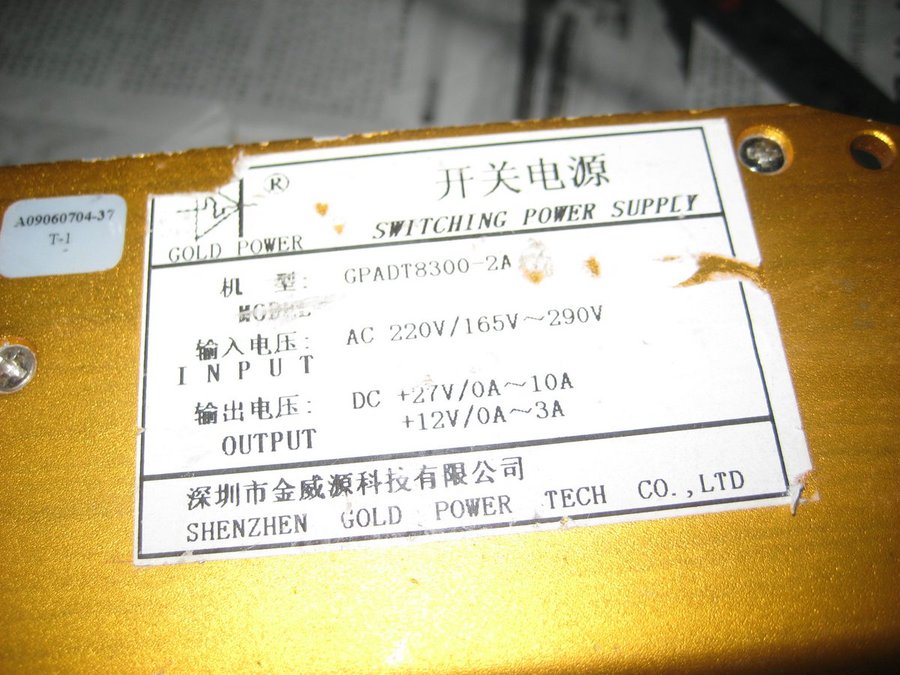 A09060704-37
T-1
®
GOLD POWER
开关电源
SWITCHING POWER SUPPLY
机 型: GPADT8300-2A
MODEL
输入电压: AC 220V/165V～290V
INPUT
输出电压: DC +27V/0A～10A
+12V/0A～3A
OUTPUT
深圳市金威源科技有限公司
SHENZHEN GOLD POWER TECH CO.,LTD